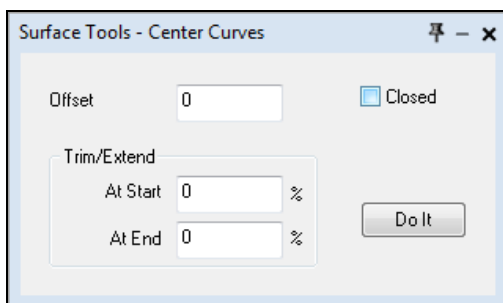 Surface Tools - Center Curves
Offset 0 Closed
Trim/Extend
At Start 0 %
At End 0 %
Do It